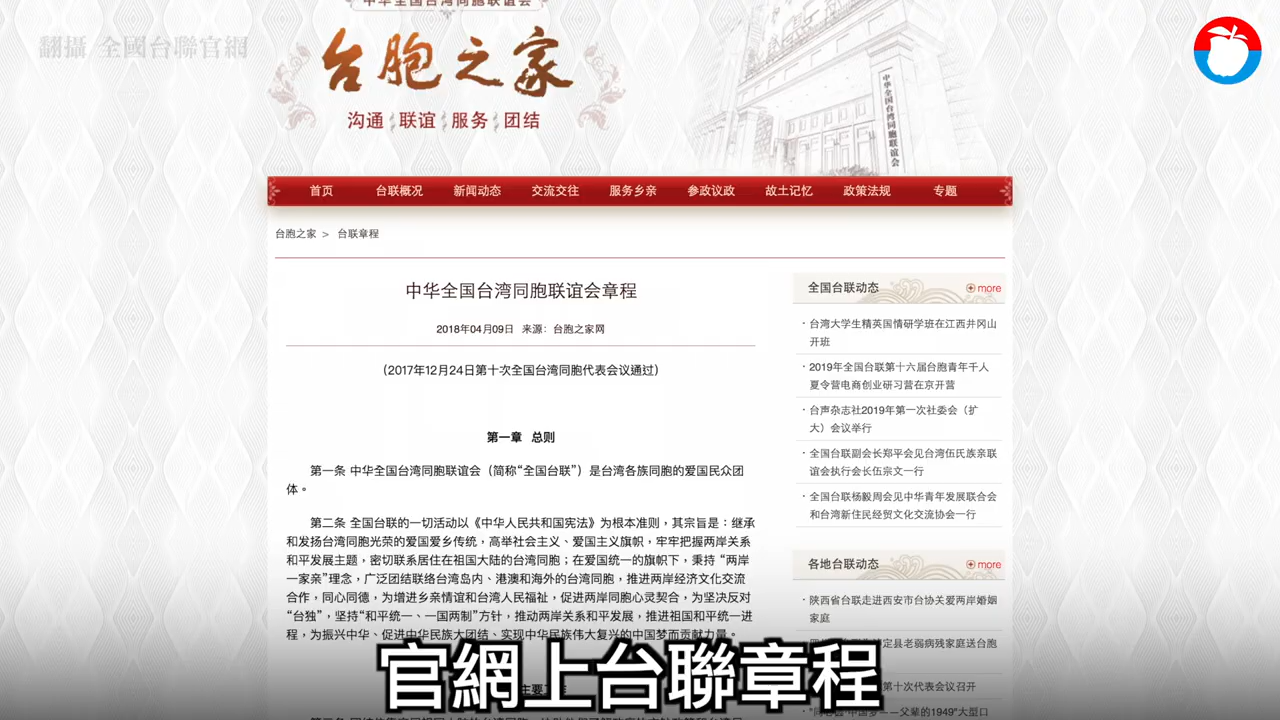 中华全国台湾同胞联谊会
翻攝 全國台聯官網
台胞之家
沟通 联谊 服务 团结
中华全国台湾同胞联谊会
首页 台联概况 新闻动态 交流交往 服务乡亲 参政议政 故土记忆 政策法规 专题
台胞之家 > 台联章程
中华全国台湾同胞联谊会章程
2018年04月09日 来源：台胞之家网
（2017年12月24日第十次全国台湾同胞代表会议通过）
第一章 总则
第一条 中华全国台湾同胞联谊会（简称“全国台联”）是台湾各族同胞的爱国民众团
体。
第二条 全国台联的一切活动以《中华人民共和国宪法》为根本准则，其宗旨是：继承
和发扬台湾同胞光荣的爱国爱乡传统，高举社会主义、爱国主义旗帜，牢牢把握两岸关系
和平发展主题，密切联系居住在祖国大陆的台湾同胞；在爱国统一的旗帜下，秉持 “两岸
一家亲”理念，广泛团结联络台湾岛内、港澳和海外的台湾同胞，推进两岸经济文化交流
合作，同心同德，为增进乡亲情谊和台湾人民福祉，促进两岸同胞心灵契合，为坚决反对
“台独”，坚持“和平统一、一国两制”方针，推动两岸关系和平发展，推进祖国和平统一进
程，为振兴中华、促进中华民族大团结、实现中华民族伟大复兴的中国梦而贡献力量。
全国台联动态 more
· 台湾大学生精英国情研学班在江西井冈山
开班
· 2019年全国台联第十六届台胞青年千人
夏令营电商创业研习营在京开营
· 台声杂志社2019年第一次社委会（扩
大）会议举行
· 全国台联副会长郑平会见台湾伍氏族亲联
谊会执行会长伍宗文一行
· 全国台联杨毅周会见中华青年发展联合会
和台湾新住民经贸文化交流协会一行
各地台联动态 more
· 陕西省台联走进西安市台协关爱两岸婚姻
家庭
定县老弱病残家庭送台胞
第十次代表会议召开
中国梦——父辈的1949”大型口
官網上台聯章程